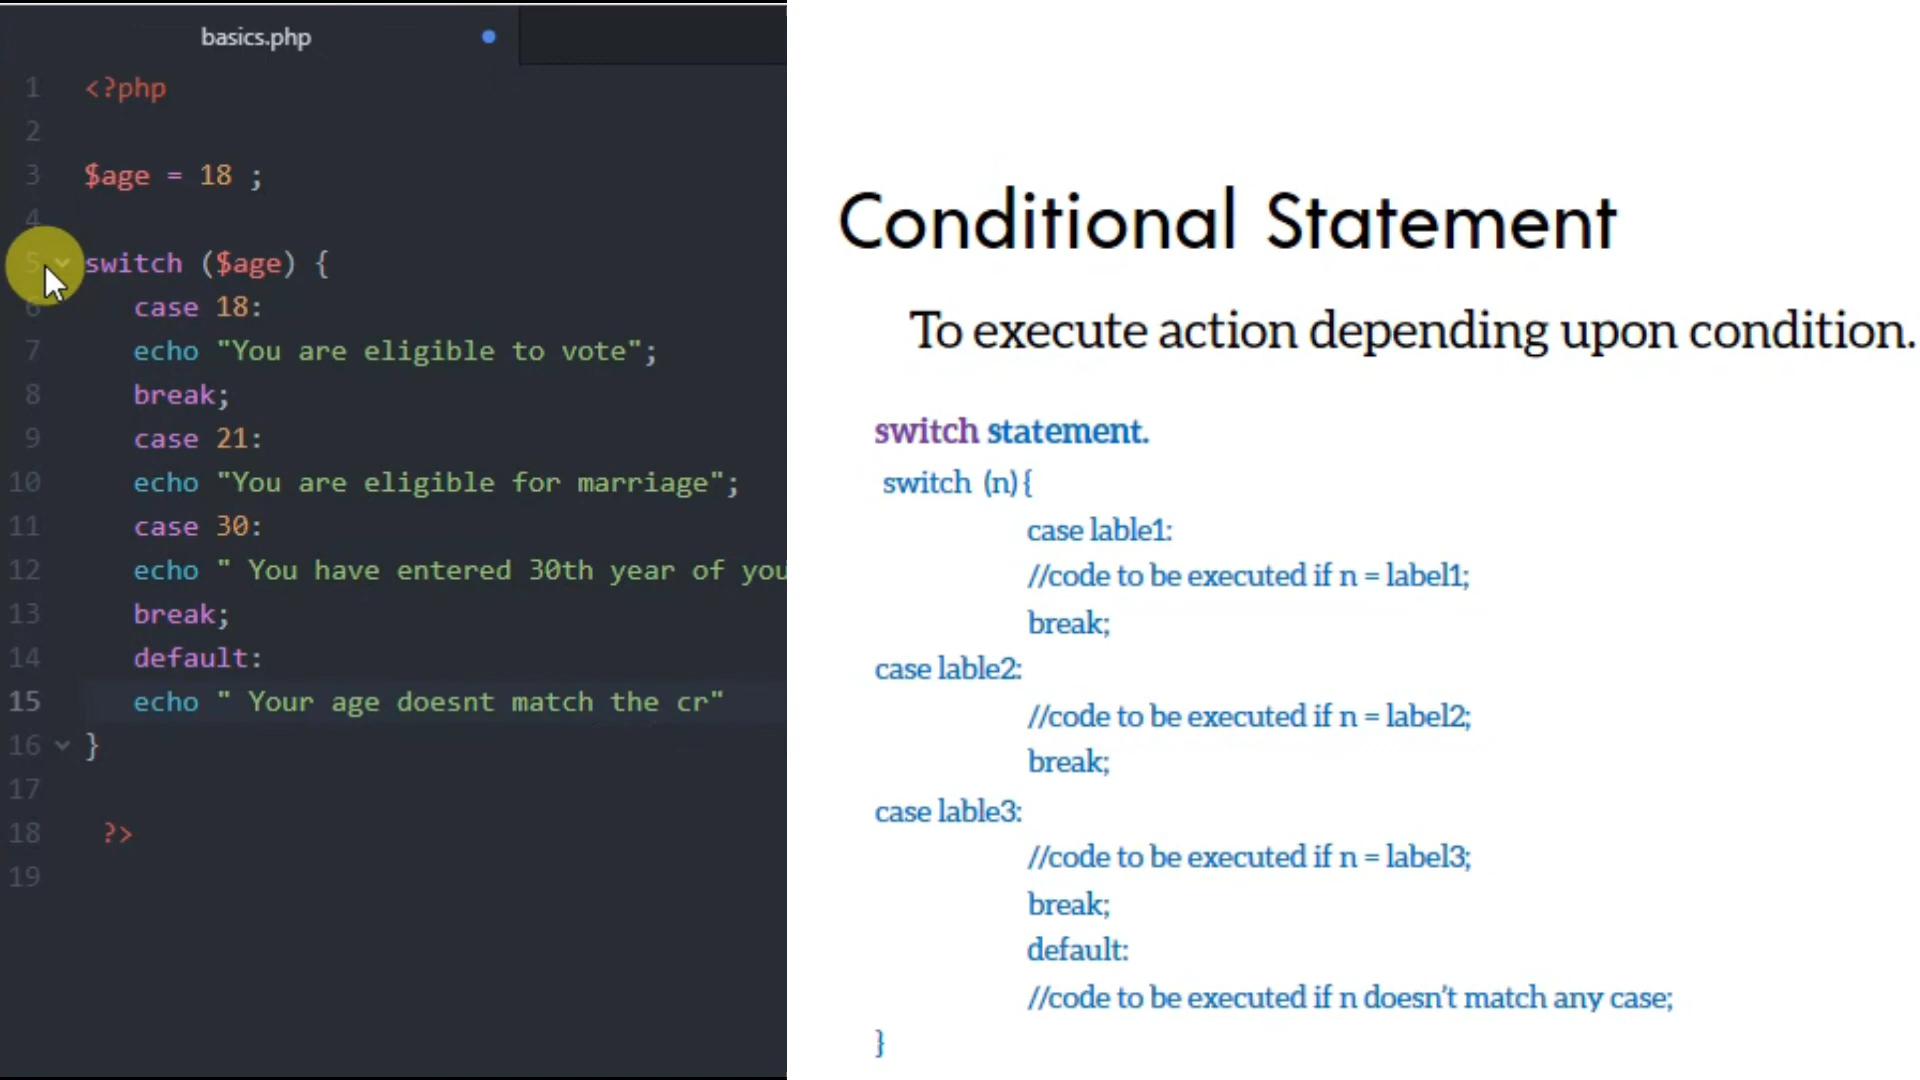 basics.php
1 <?php
2
3 $age = 18 ;
4
5 switch ($age) {
6 case 18:
7 echo "You are eligible to vote";
8 break;
9 case 21:
10 echo "You are eligible for marriage";
11 case 30:
12 echo " You have entered 30th year of you
13 break;
14 default:
15 echo " Your age doesnt match the cr"
16 }
17
18 ?>
19
Conditional Statement
To execute action depending upon condition.
switch statement.
switch (n){
case lable1:
//code to be executed if n = label1;
break;
case lable2:
//code to be executed if n = label2;
break;
case lable3:
//code to be executed if n = label3;
break;
default:
//code to be executed if n doesn't match any case;
}